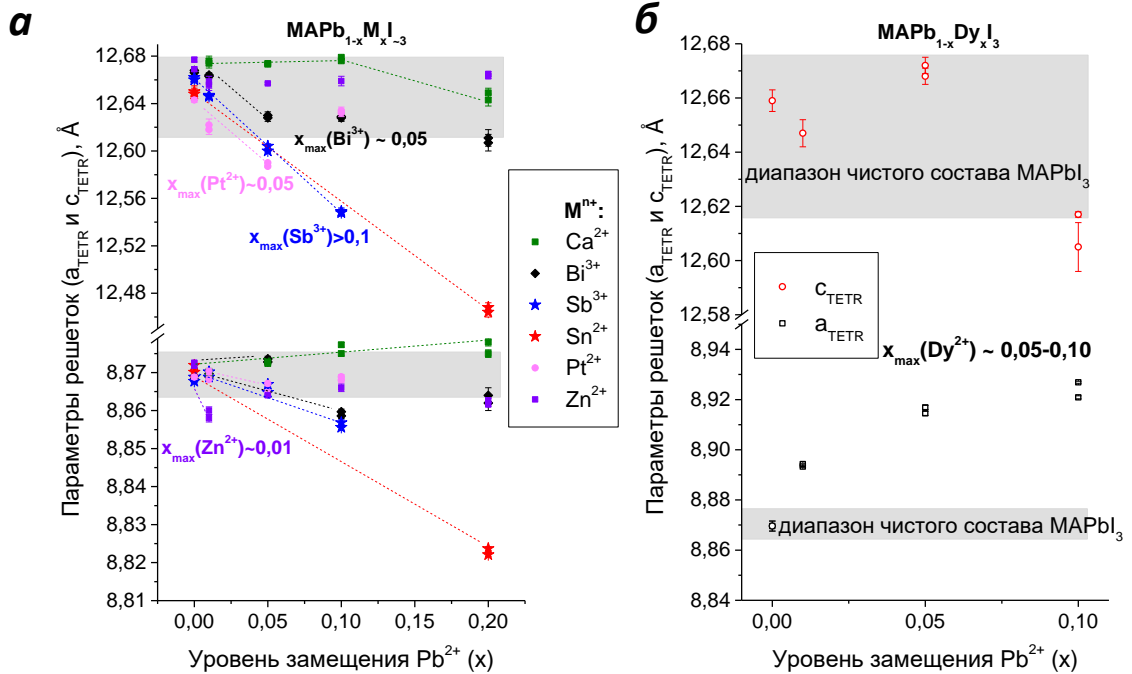 а
MAPb1-xMxI~3
Параметры решеток (aTETR и cTETR), Å
12,68
12,64
12,60
12,56
12,52
12,48
8,87
8,86
8,85
8,84
8,83
8,82
8,81
xmax(Bi3+) ~ 0,05
xmax(Pt2+)~0,05
xmax(Sb3+)>0,1
xmax(Zn2+)~0,01
0,00 0,05 0,10 0,15 0,20
Уровень замещения Pb2+ (x)
Mn+:
Ca2+
Bi3+
Sb3+
Sn2+
Pt2+
Zn2+
б
MAPb1-xDyxI3
Параметры решеток (aTETR и cTETR), Å
12,68
12,66
12,64
12,62
12,60
12,58
8,94
8,92
8,90
8,88
8,86
8,84
диапазон чистого состава MAPbI3
cTETR
aTETR
xmax(Dy2+) ~ 0,05-0,10
диапазон чистого состава MAPbI3
0,00 0,05 0,10
Уровень замещения Pb2+ (x)